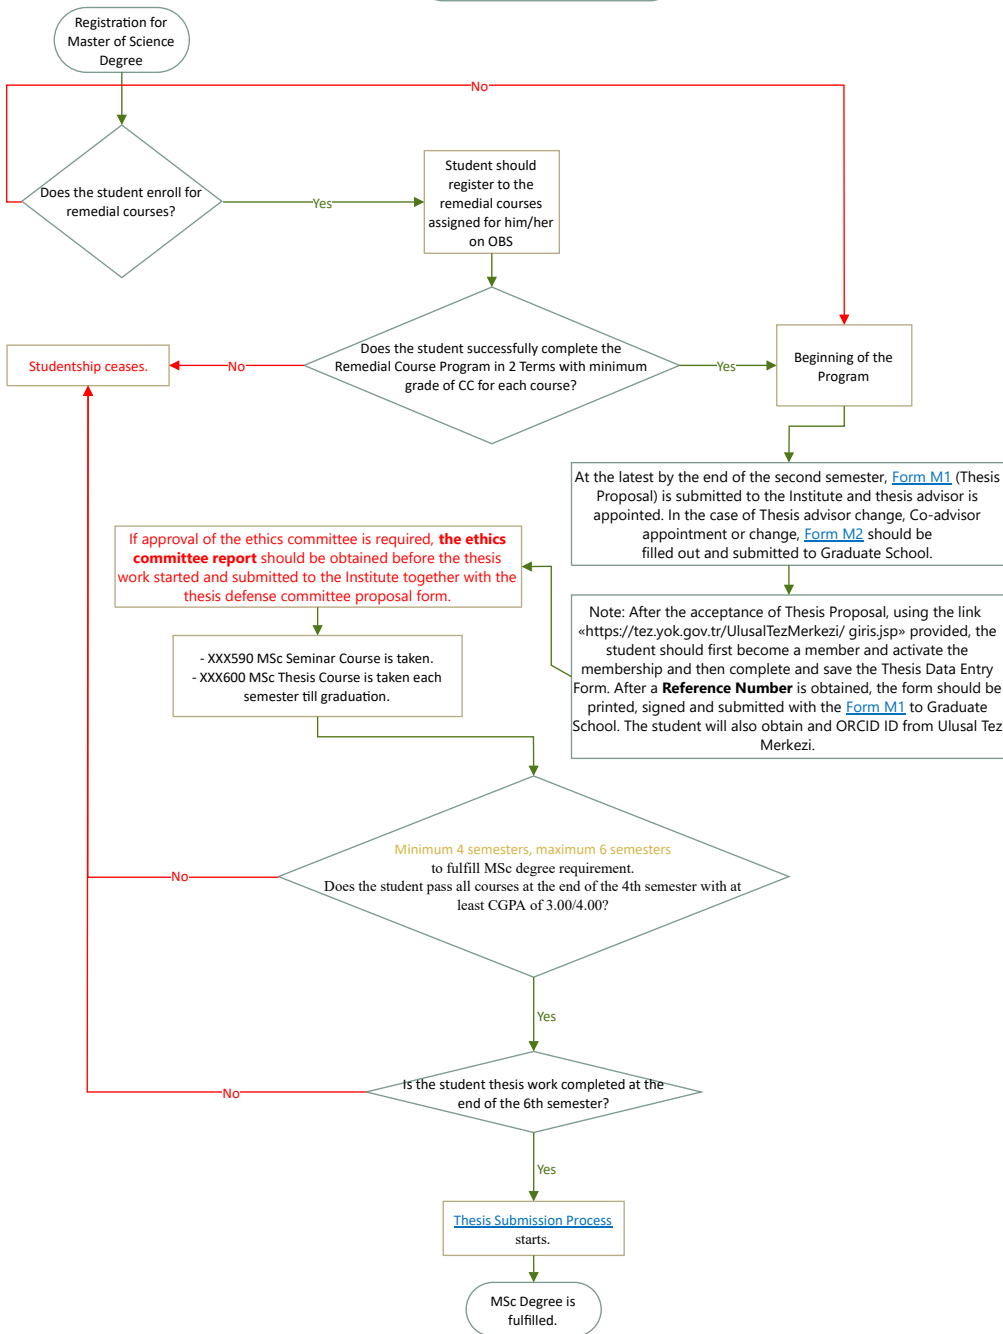 Registration for
Master of Science
Degree
No
Does the student enroll for
remedial courses?
Yes
Student should
register to the
remedial courses
assigned for him/her
on OBS
Studentship ceases.
No
Does the student successfully complete the
Remedial Course Program in 2 Terms with minimum
grade of CC for each course?
Yes
Beginning of the
Program
At the latest by the end of the second semester, Form M1 (Thesis
Proposal) is submitted to the Institute and thesis advisor is
appointed. In the case of Thesis advisor change, Co-advisor
appointment or change, Form M2 should be
filled out and submitted to Graduate School.
Note: After the acceptance of Thesis Proposal, using the link
«https://tez.yok.gov.tr/UlusalTezMerkezi/ giris.jsp» provided, the
student should first become a member and activate the
membership and then complete and save the Thesis Data Entry
Form. After a Reference Number is obtained, the form should be
printed, signed and submitted with the Form M1 to Graduate
School. The student will also obtain and ORCID ID from Ulusal Tez
Merkezi.
If approval of the ethics committee is required, the ethics
committee report should be obtained before the thesis
work started and submitted to the Institute together with the
thesis defense committee proposal form.
- XXX590 MSc Seminar Course is taken.
- XXX600 MSc Thesis Course is taken each
semester till graduation.
Minimum 4 semesters, maximum 6 semesters
to fulfill MSc degree requirement.
Does the student pass all courses at the end of the 4th semester with at
least CGPA of 3.00/4.00?
No
Yes
Is the student thesis work completed at the
end of the 6th semester?
No
Yes
Thesis Submission Process
starts.
MSc Degree is
fulfilled.